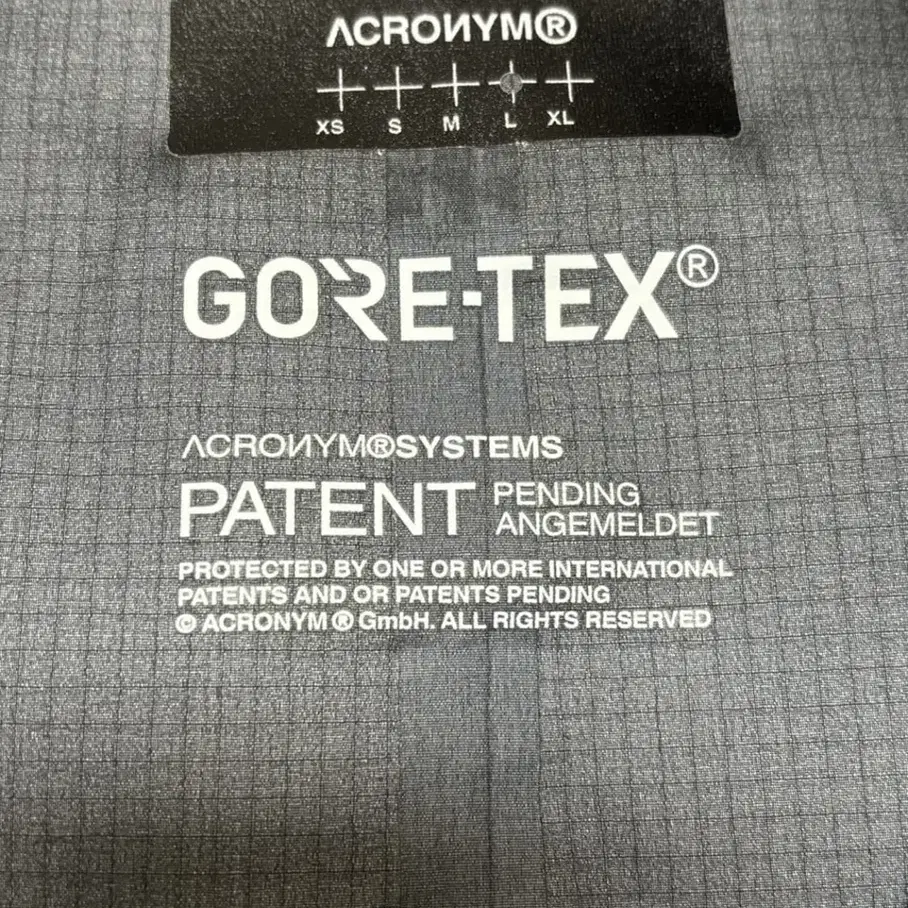 ACRONYM®
XS S M L XL
GORE-TEX®
ACRONYM®SYSTEMS
PATENT PENDING
ANGEMELDET
PROTECTED BY ONE OR MORE INTERNATIONAL
PATENTS AND OR PATENTS PENDING
© ACRONYM ® GmbH. ALL RIGHTS RESERVED